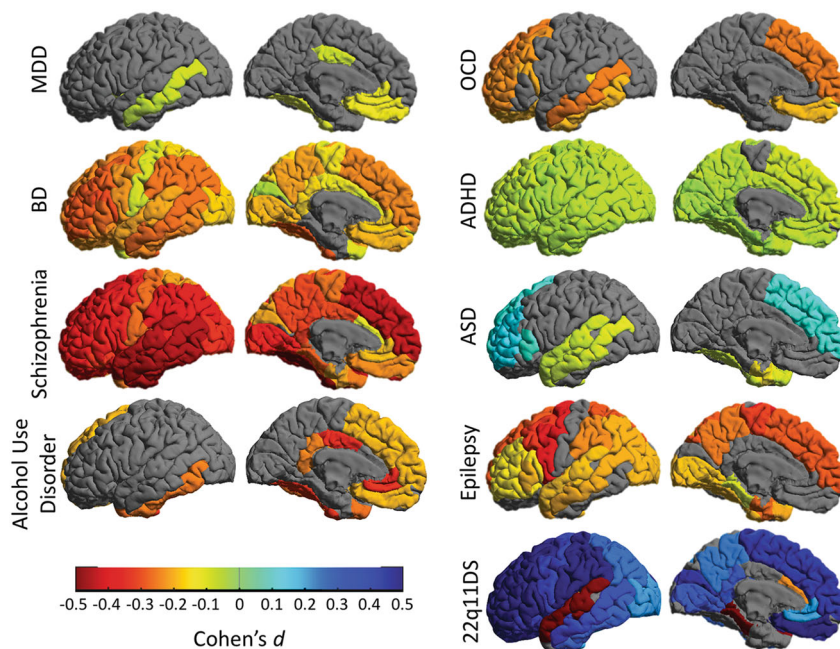 MDD
OCD
BD
ADHD
Schizophrenia
ASD
Alcohol Use
Disorder
Epilepsy
22q11DS
-0.5 -0.4 -0.3 -0.2 -0.1 0 0.1 0.2 0.3 0.4 0.5
Cohen's d